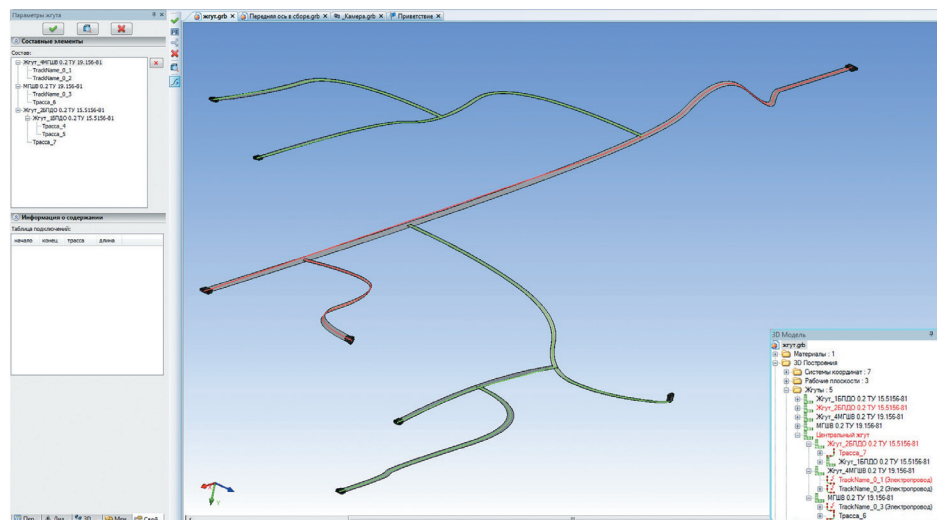 Параметры жгута
жгут.grb
Передняя ось в сборе.grb
_Камера.grb
Приветствие
Составные элементы
Состав:
Жгут_4МГШВ 0.2 ТУ 19.156-81
TrackName_0_1
TrackName_0_2
МГШВ 0.2 ТУ 19.156-81
TrackName_0_3
Трасса_6
Жгут_2БПДО 0.2 ТУ 15.5156-81
Жгут_1БПДО 0.2 ТУ 15.5156-81
Трасса_4
Трасса_5
Трасса_7
Информация о содержании
Таблица подключений:
начало конец трасса длина
3D Модель
жгут.grb
Материалы : 1
3D Построения
Системы координат : 7
Рабочие плоскости : 3
Жгуты : 5
Жгут_1БПДО 0.2 ТУ 15.5156-81
Жгут_2БПДО 0.2 ТУ 15.5156-81
Жгут_4МГШВ 0.2 ТУ 19.156-81
МГШВ 0.2 ТУ 19.156-81
Центральный жгут
Жгут_2БПДО 0.2 ТУ 15.5156-81
Трасса_7
Жгут_1БПДО 0.2 ТУ 15.5156-81
Жгут_4МГШВ 0.2 ТУ 19.156-81
TrackName_0_1 (Электропровод)
TrackName_0_2 (Электропровод)
МГШВ 0.2 ТУ 19.156-81
TrackName_0_3 (Электропровод)
Трасса_6